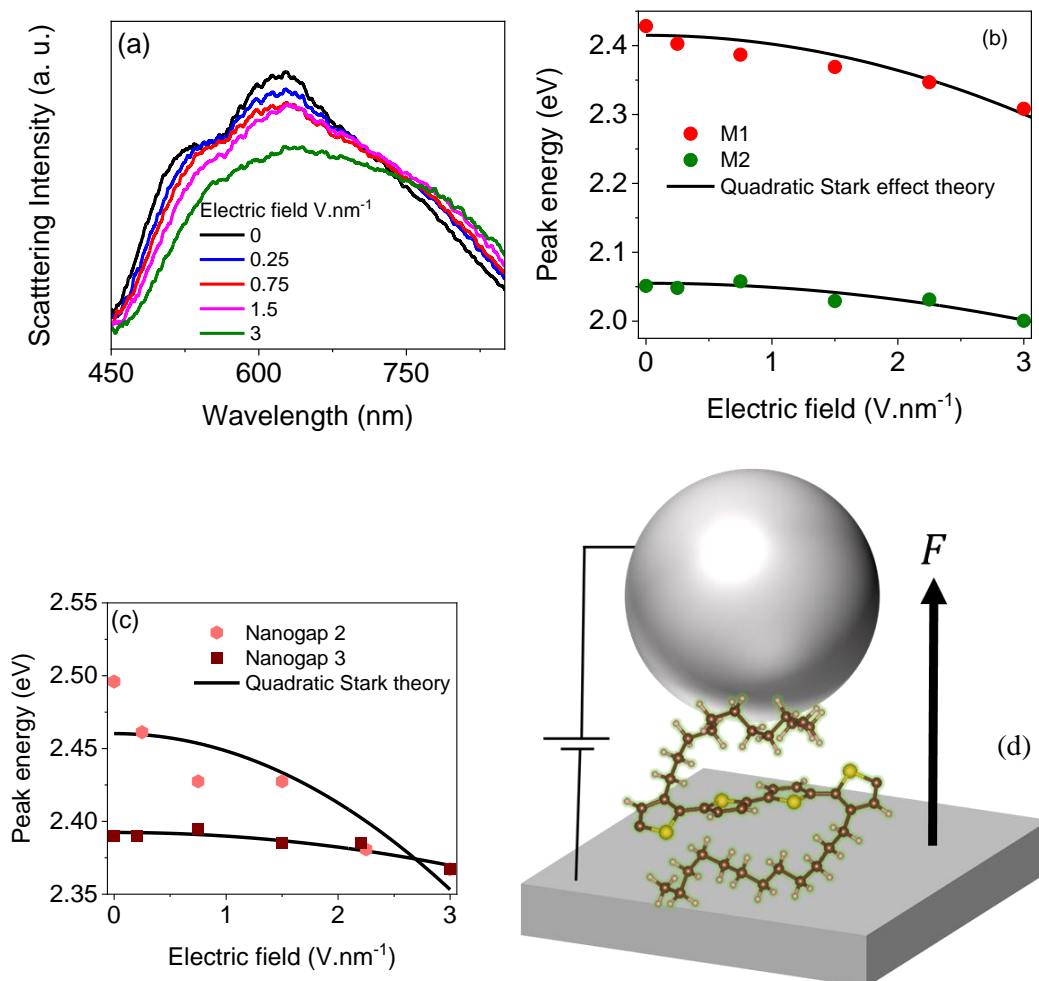 (a)
Scatttering Intensity (a. u.)
Electric field V.nm⁻¹
0
0.25
0.75
1.5
3
450 600 750
Wavelength (nm)
(b)
Peak energy (eV)
2.4
2.3
2.2
2.1
2.0
M1
M2
Quadratic Stark effect theory
0 1 2 3
Electric field (V.nm⁻¹)
(c)
Peak energy (eV)
2.55
2.50
2.45
2.40
2.35
Nanogap 2
Nanogap 3
Quadratic Stark theory
0 1 2 3
Electric field (V.nm⁻¹)
F
(d)